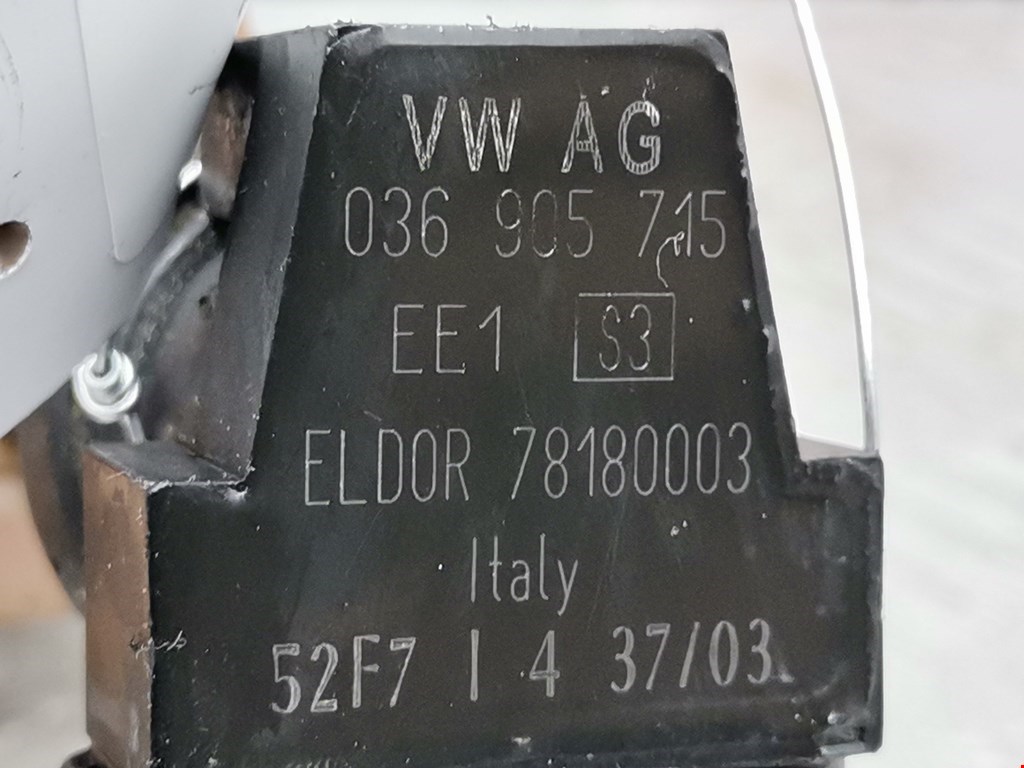 VW AG
036 905 715
EE1 S3
ELDOR 78180003
Italy
52F7 I 4 37/03